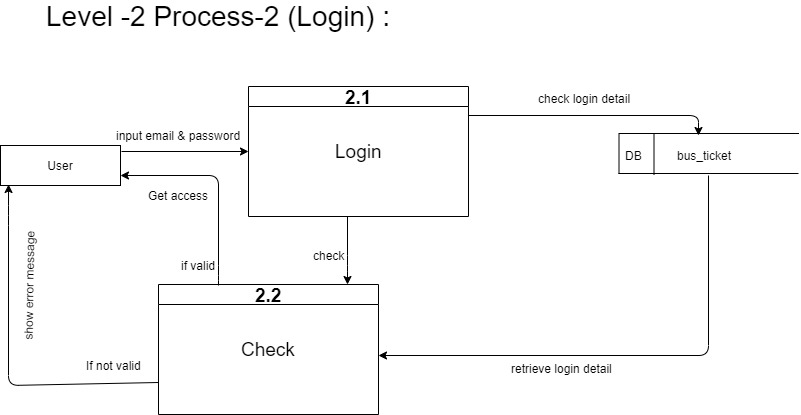 Level -2 Process-2 (Login) :
2.1
check login detail
input email & password
Login
DB
bus_ticket
User
Get access
show error message
check
if valid
2.2
Check
If not valid
retrieve login detail